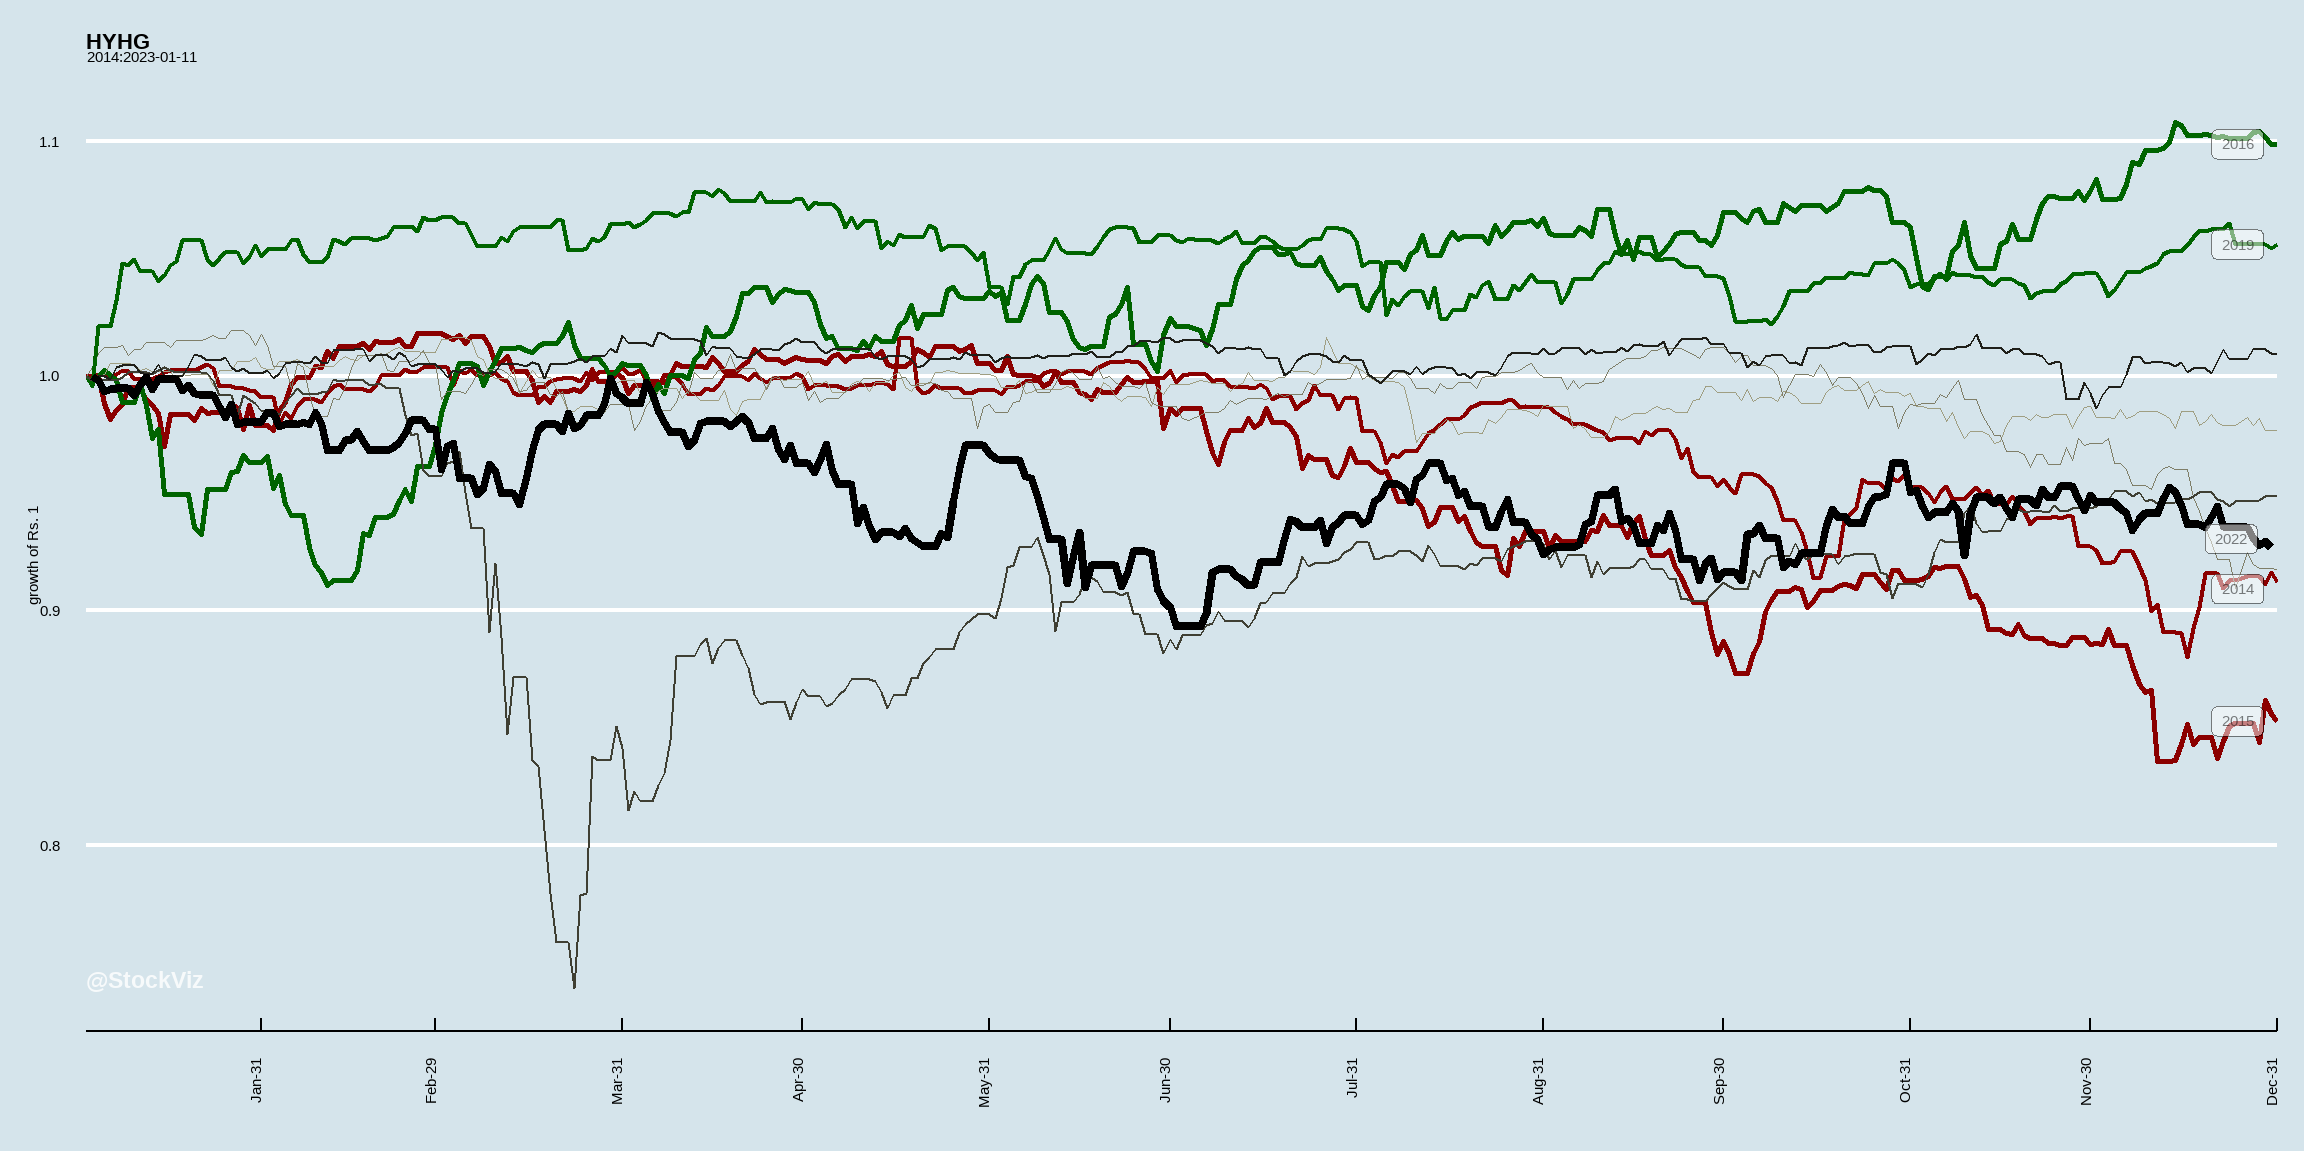 HYHG
2014:2023-01-11
growth of Rs. 1
1.1
1.0
0.9
0.8
2016
2019
2022
2014
2015
@StockViz
Jan-31
Feb-29
Mar-31
Apr-30
May-31
Jun-30
Jul-31
Aug-31
Sep-30
Oct-31
Nov-30
Dec-31